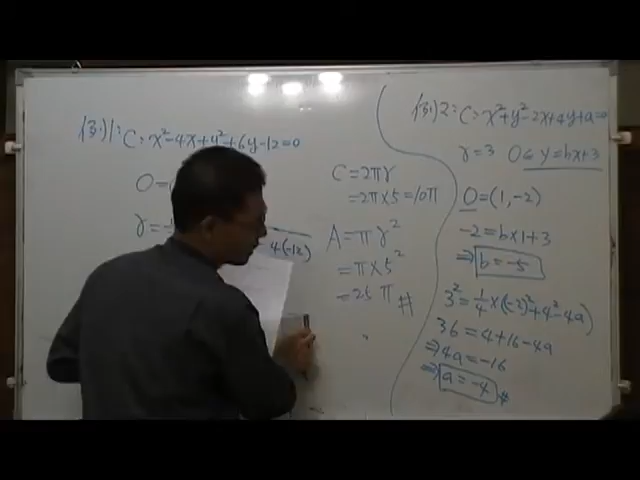 例1: C: x²-4x+y²+6y-12=0
O=(
r=
4(-12)
C=2πr
=2π×5=10π
A=πr²
=π×5²
=25π #
例2: C: x²+y²-2x+4y+a=0
r=3 O∈ y=bx+3
O=(1,-2)
-2=b×1+3
⇒ b=-5
3²=¼×((-2)²+4²-4a)
36=4+16-4a
⇒4a=-16
⇒ a=-4 #